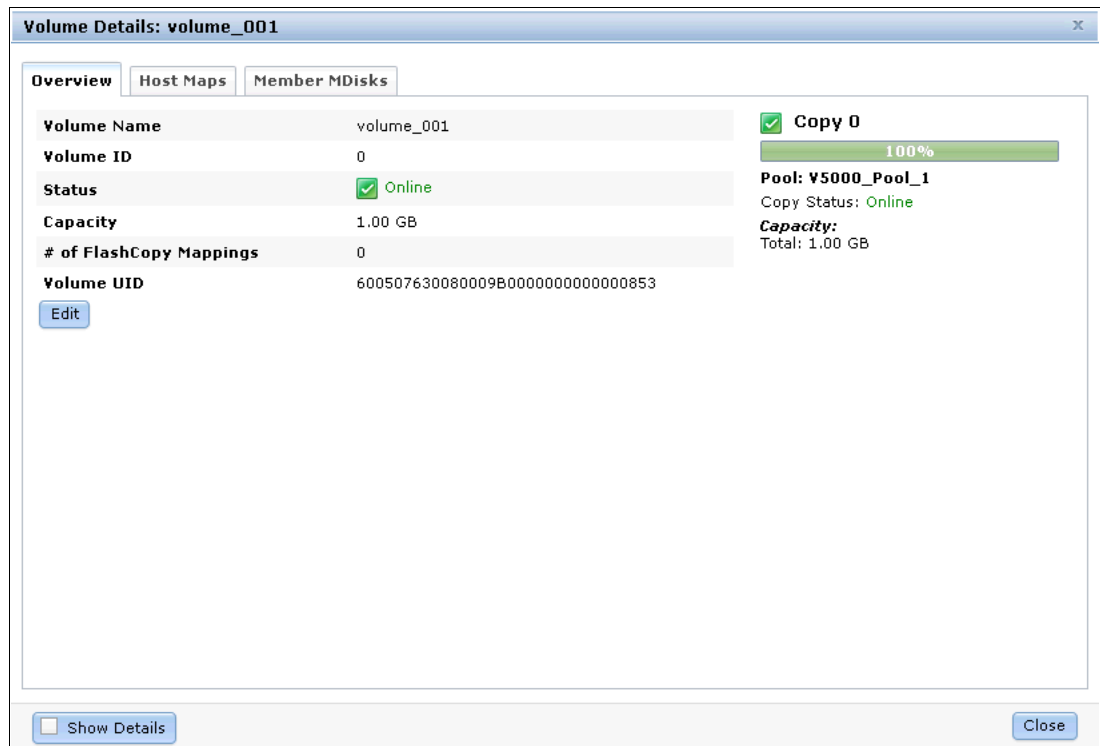 Volume Details: volume_001
x
Overview Host Maps Member MDisks
Volume Name volume_001
Volume ID 0
Status Online
Capacity 1.00 GB
# of FlashCopy Mappings 0
Volume UID 600507630080009B0000000000000853
Edit
Copy 0
100%
Pool: V5000_Pool_1
Copy Status: Online
Capacity:
Total: 1.00 GB
Show Details
Close